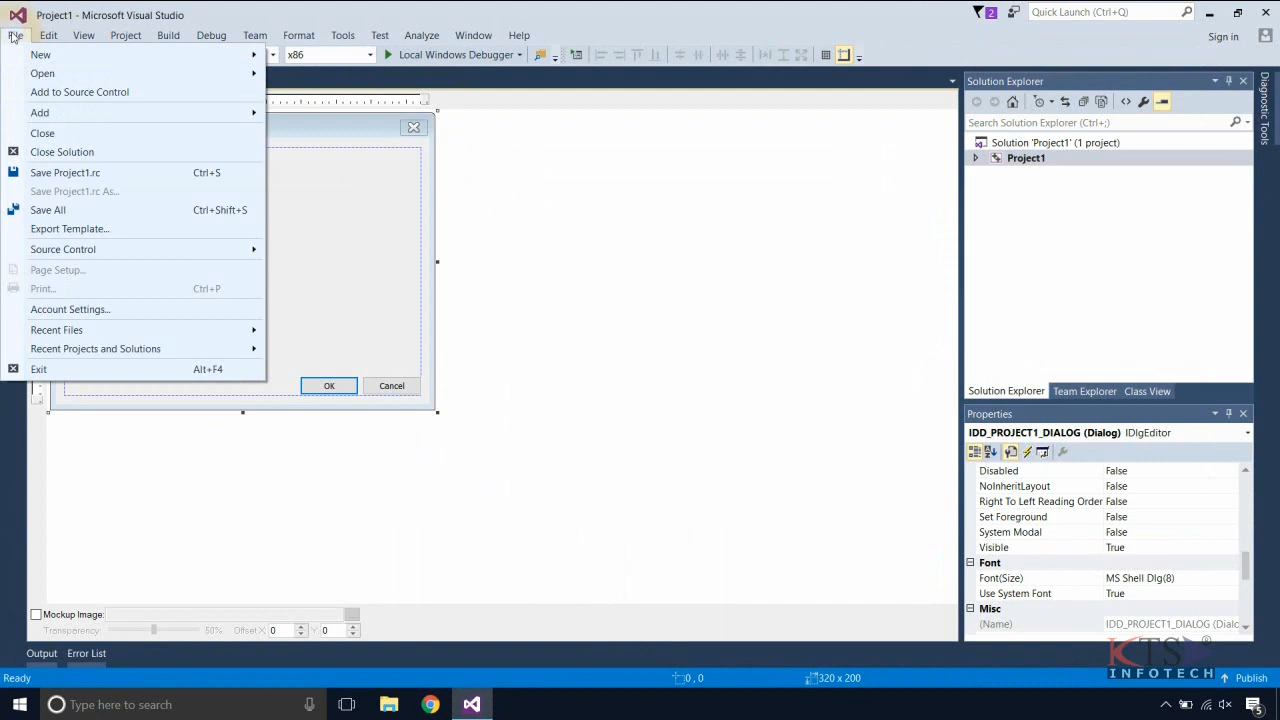 Project1 - Microsoft Visual Studio
2
Quick Launch (Ctrl+Q)
File Edit View Project Build Debug Team Format Tools Test Analyze Window Help
Sign in
x86
Local Windows Debugger
New
Open
Add to Source Control
Add
Close
Close Solution
Save Project1.rc Ctrl+S
Save Project1.rc As...
Save All Ctrl+Shift+S
Export Template...
Source Control
Page Setup...
Print... Ctrl+P
Account Settings...
Recent Files
Recent Projects and Solutions
Exit Alt+F4
OK Cancel
Mockup Image:
Transparency: 50% Offset X: 0 Y: 0
Solution Explorer
Search Solution Explorer (Ctrl+;)
Solution 'Project1' (1 project)
Project1
Solution Explorer Team Explorer Class View
Properties
IDD_PROJECT1_DIALOG (Dialog) IDlgEditor
Disabled False
NoInheritLayout False
Right To Left Reading Order False
Set Foreground False
System Modal False
Visible True
Font
Font(Size) MS Shell Dlg(8)
Use System Font True
Misc
(Name) IDD_PROJECT1_DIALOG (Dialo
Diagnostic Tools
KTS
INFOTECH
Output Error List
Ready 0 , 0 320 x 200 Publish
Type here to search
5